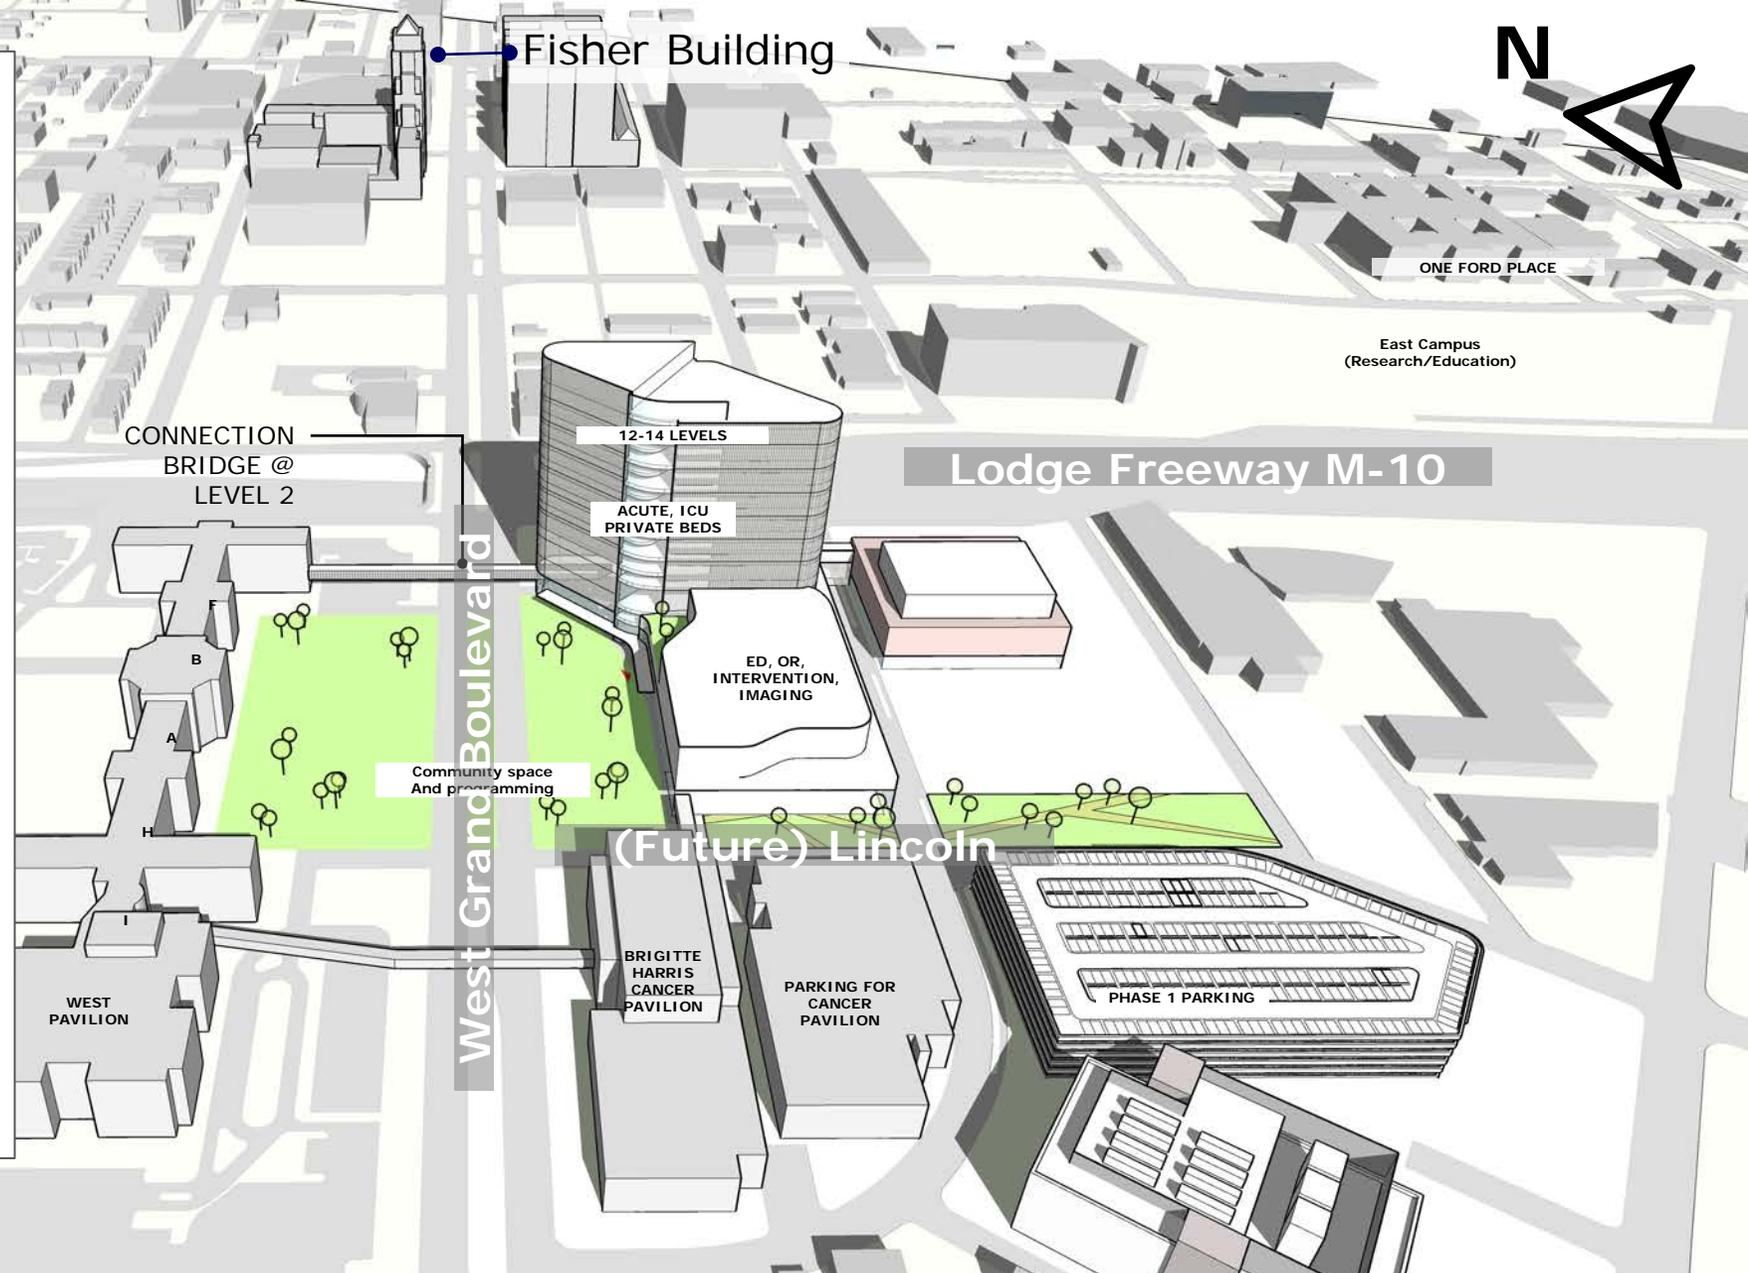 Fisher Building
N
ONE FORD PLACE
East Campus
(Research/Education)
CONNECTION
BRIDGE @
LEVEL 2
12-14 LEVELS
ACUTE, ICU
PRIVATE BEDS
Lodge Freeway M-10
West Grand Boulevard
F
B
A
H
I
ED, OR,
INTERVENTION,
IMAGING
Community space
And programming
(Future) Lincoln
WEST
PAVILION
BRIGITTE
HARRIS
CANCER
PAVILION
PARKING FOR
CANCER
PAVILION
PHASE 1 PARKING